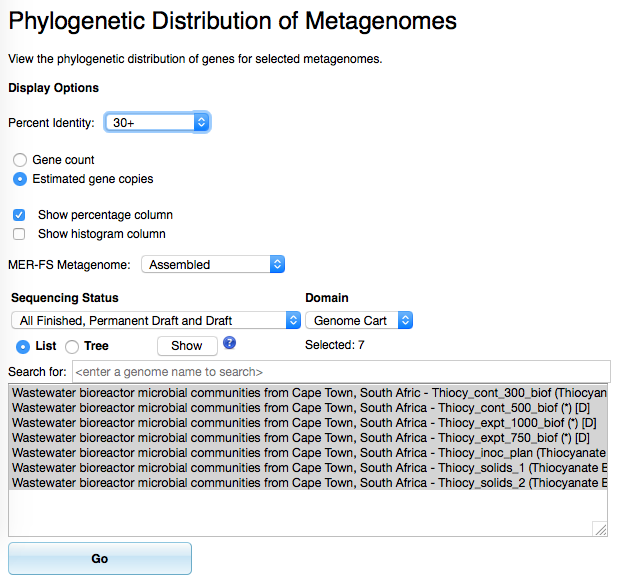 Phylogenetic Distribution of Metagenomes
View the phylogenetic distribution of genes for selected metagenomes.
Display Options
Percent Identity: 30+
Gene count
Estimated gene copies
Show percentage column
Show histogram column
MER-FS Metagenome: Assembled
Sequencing Status Domain
All Finished, Permanent Draft and Draft Genome Cart
List Tree Show ? Selected: 7
Search for: <enter a genome name to search>
Wastewater bioreactor microbial communities from Cape Town, South Afric - Thiocy_cont_300_biof (Thiocyan
Wastewater bioreactor microbial communities from Cape Town, South Africa - Thiocy_cont_500_biof (*) [D]
Wastewater bioreactor microbial communities from Cape Town, South Africa - Thiocy_expt_1000_biof (*) [D]
Wastewater bioreactor microbial communities from Cape Town, South Africa - Thiocy_expt_750_biof (*) [D]
Wastewater bioreactor microbial communities from Cape Town, South Africa - Thiocy_inoc_plan (Thiocyanate
Wastewater bioreactor microbial communities from Cape Town, South Africa - Thiocy_solids_1 (Thiocyanate B
Wastewater bioreactor microbial communities from Cape Town, South Africa - Thiocy_solids_2 (Thiocyanate B
Go